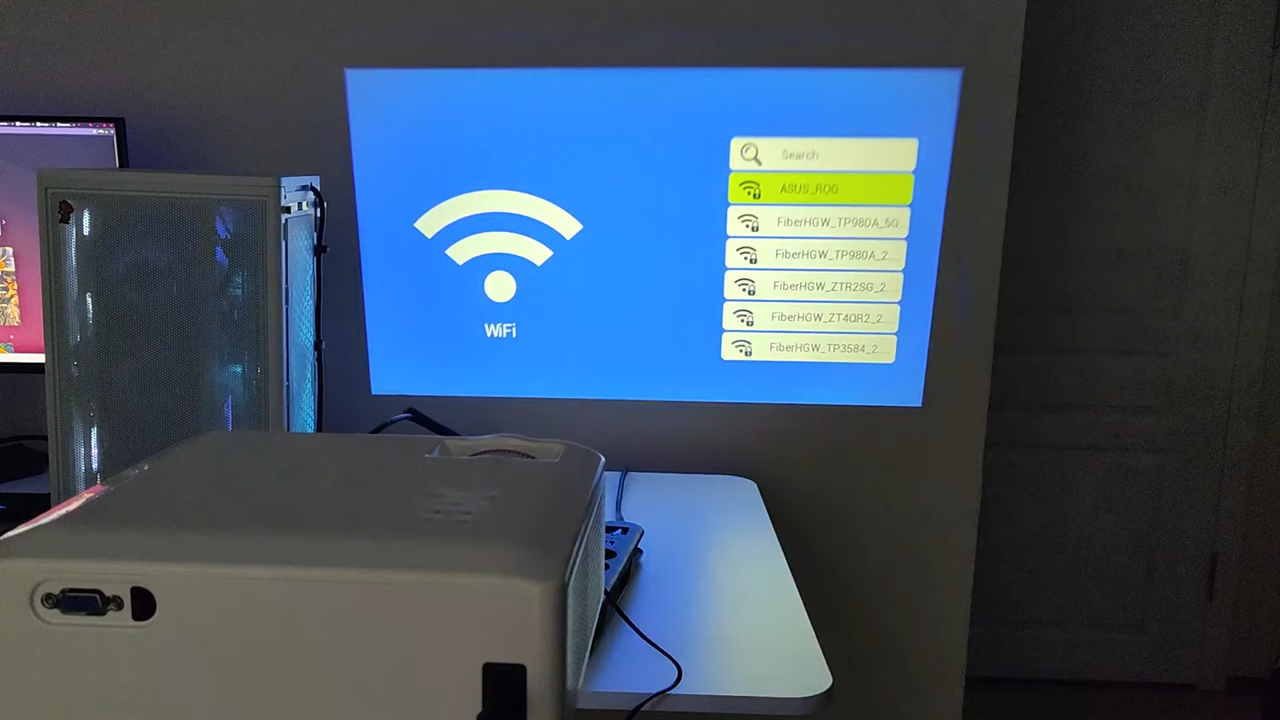 Search
ASUS_ROG
FiberHGW_TP980A_5G
FiberHGW_TP980A_2....
FiberHGW_ZTR2SG_2....
FiberHGW_ZT4QR2_2....
FiberHGW_TP3584_2....
WiFi